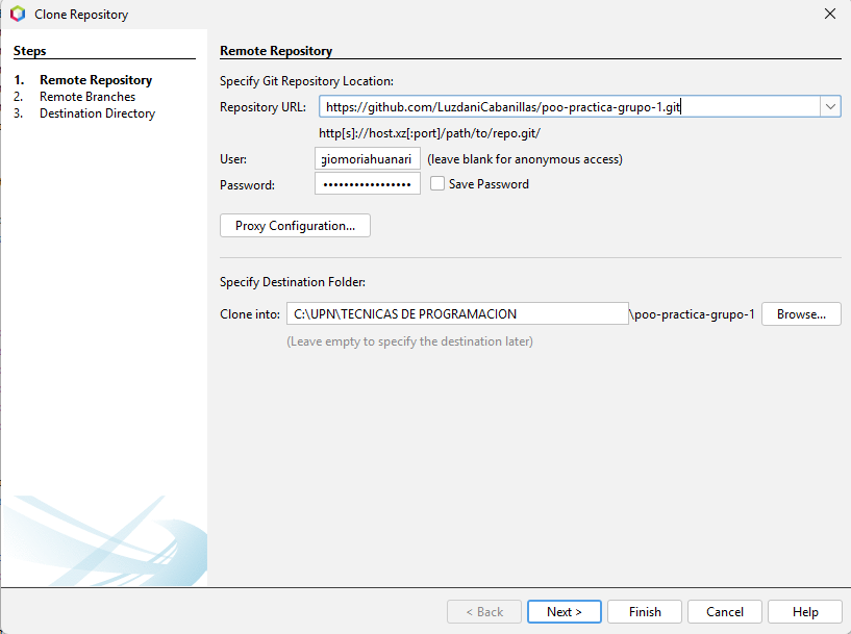 Clone Repository
Steps
1. Remote Repository
2. Remote Branches
3. Destination Directory
Remote Repository
Specify Git Repository Location:
Repository URL: https://github.com/LuzdaniCabanillas/poo-practica-grupo-1.git
http[s]://host.xz[:port]/path/to/repo.git/
User: giomoriahuanari (leave blank for anonymous access)
Password: ••••••••••••••••• Save Password
Proxy Configuration...
Specify Destination Folder:
Clone into: C:\UPN\TECNICAS DE PROGRAMACION \poo-practica-grupo-1 Browse...
(Leave empty to specify the destination later)
< Back Next > Finish Cancel Help